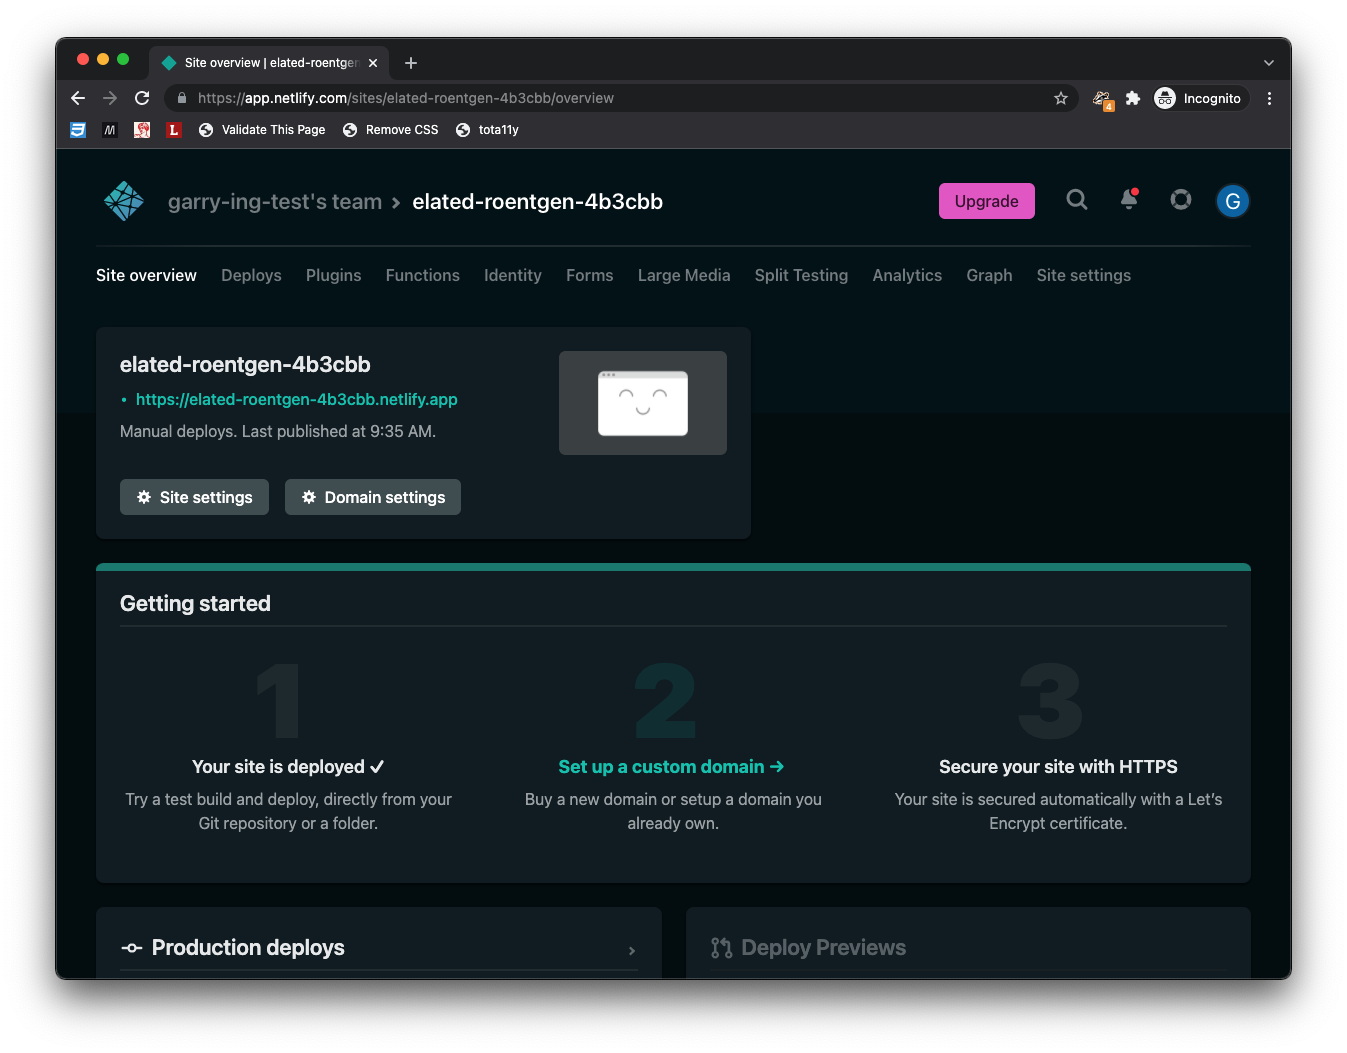 Site overview | elated-roentgen
https://app.netlify.com/sites/elated-roentgen-4b3cbb/overview
4
Incognito
M
L
Validate This Page
Remove CSS
tota11y
garry-ing-test's team > elated-roentgen-4b3cbb
Upgrade
G
Site overview Deploys Plugins Functions Identity Forms Large Media Split Testing Analytics Graph Site settings
elated-roentgen-4b3cbb
• https://elated-roentgen-4b3cbb.netlify.app
Manual deploys. Last published at 9:35 AM.
Site settings
Domain settings
Getting started
1
Your site is deployed ✓
Try a test build and deploy, directly from your
Git repository or a folder.
2
Set up a custom domain →
Buy a new domain or setup a domain you
already own.
3
Secure your site with HTTPS
Your site is secured automatically with a Let’s
Encrypt certificate.
Production deploys
Deploy Previews